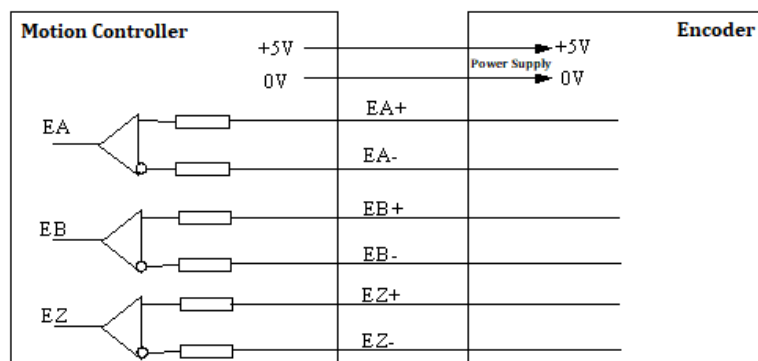 Motion Controller
Encoder
+5V
+5V
Power Supply
0V
0V
EA+
EA
EA-
EB+
EB
EB-
EZ+
EZ
EZ-